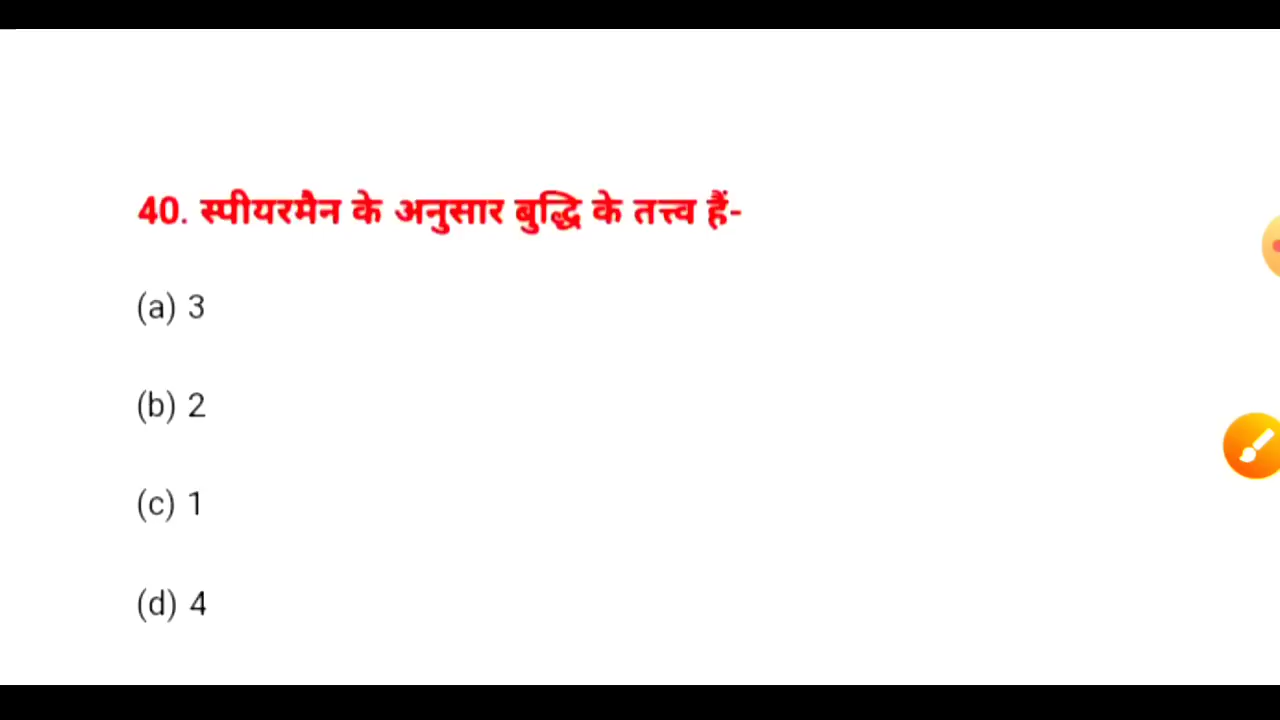 40. स्पीयरमैन के अनुसार बुद्धि के तत्त्व हैं-
(a) 3
(b) 2
(c) 1
(d) 4